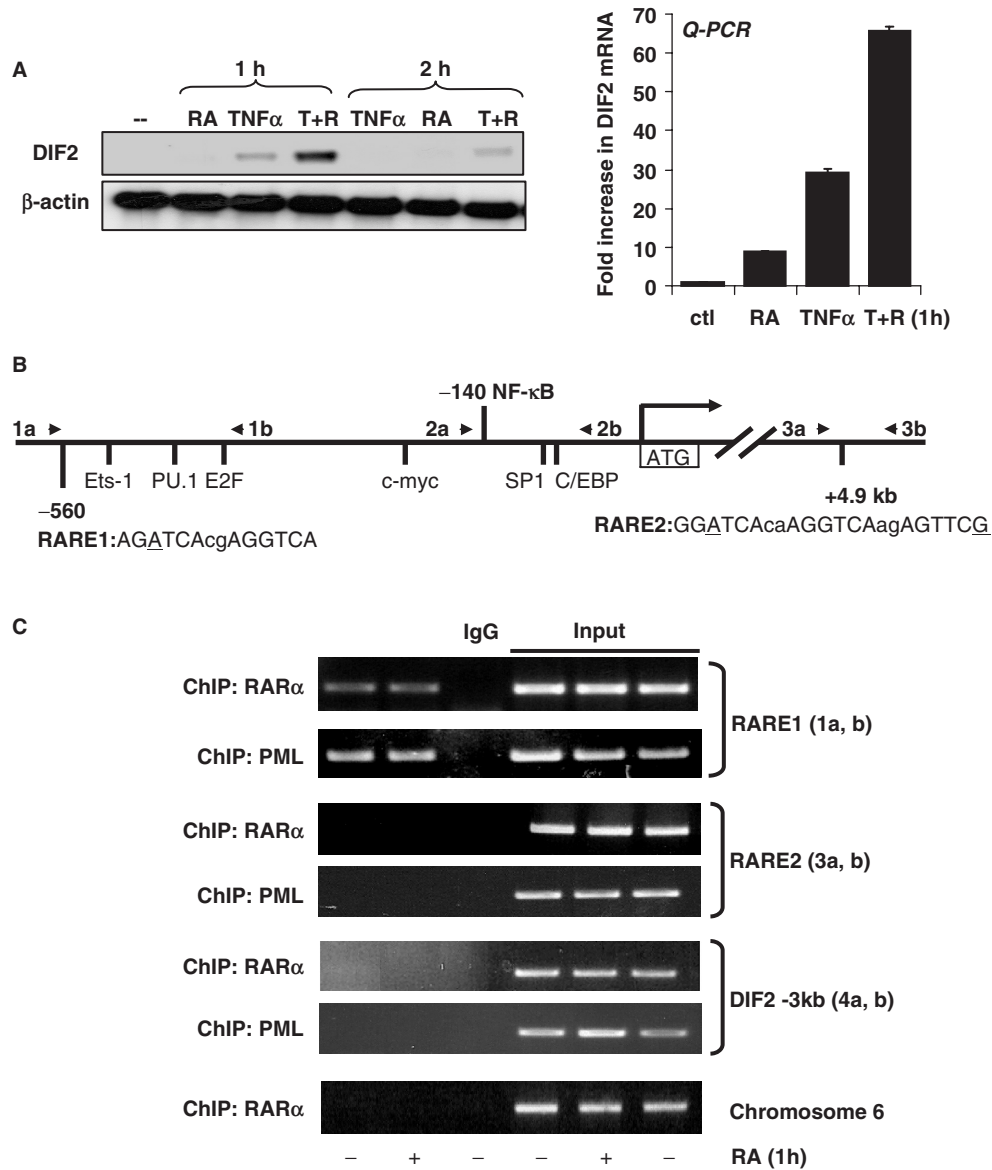 A
1 h
2 h
-- RA TNFα T+R TNFα RA T+R
DIF2
β-actin
Q-PCR
Fold increase in DIF2 mRNA
70
60
50
40
30
20
10
0
ctl RA TNFα T+R (1h)
B
−140 NF-κB
1a 1b 2a 2b 3a 3b
Ets-1 PU.1 E2F c-myc SP1 C/EBP ATG
−560
+4.9 kb
RARE1:AGATCAcgAGGTCA
RARE2:GGATCAcaAGGTCAagAGTTCG
C
IgG Input
ChIP: RARα
ChIP: PML
RARE1 (1a, b)
ChIP: RARα
ChIP: PML
RARE2 (3a, b)
ChIP: RARα
ChIP: PML
DIF2 -3kb (4a, b)
ChIP: RARα
Chromosome 6
− + − − + − RA (1h)